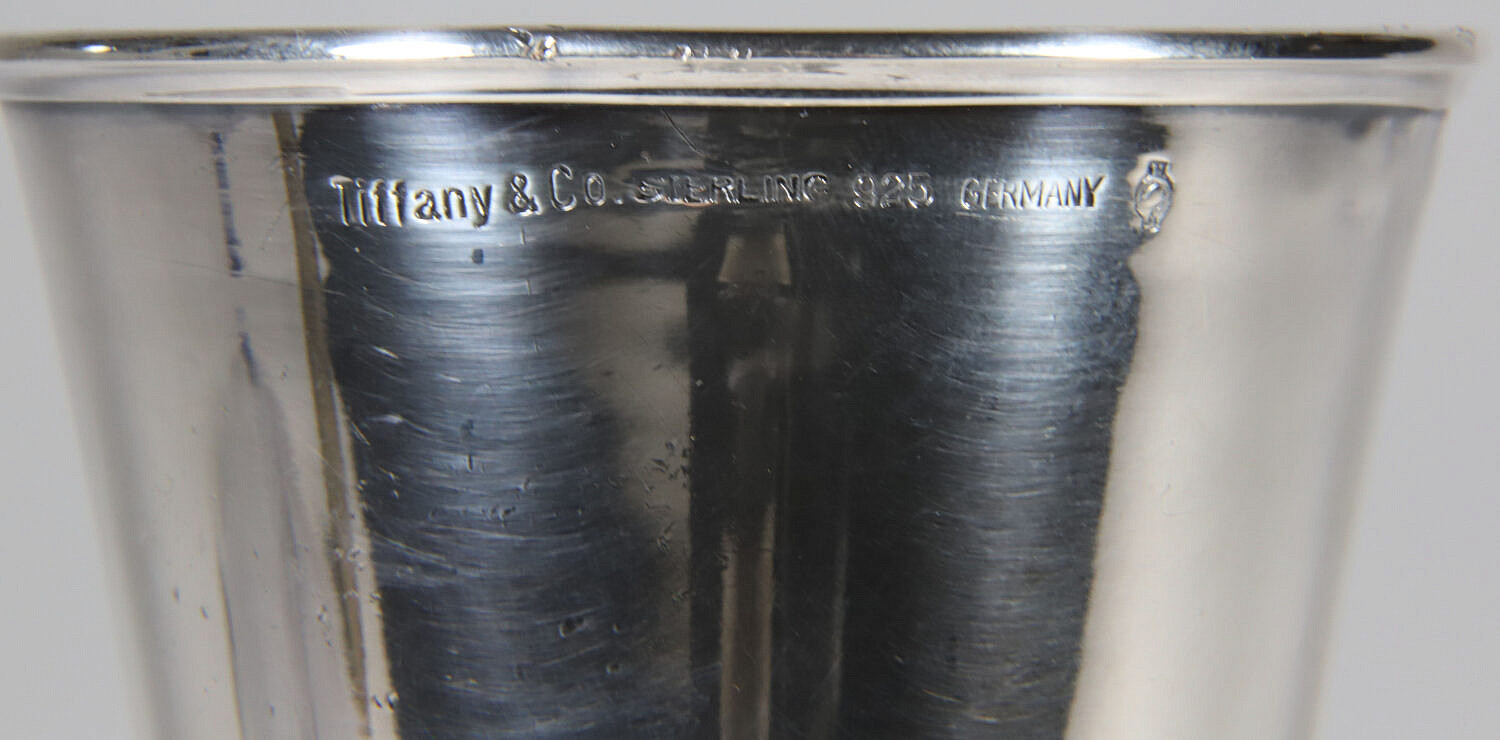 Tiffany & Co. STERLING 925 GERMANY